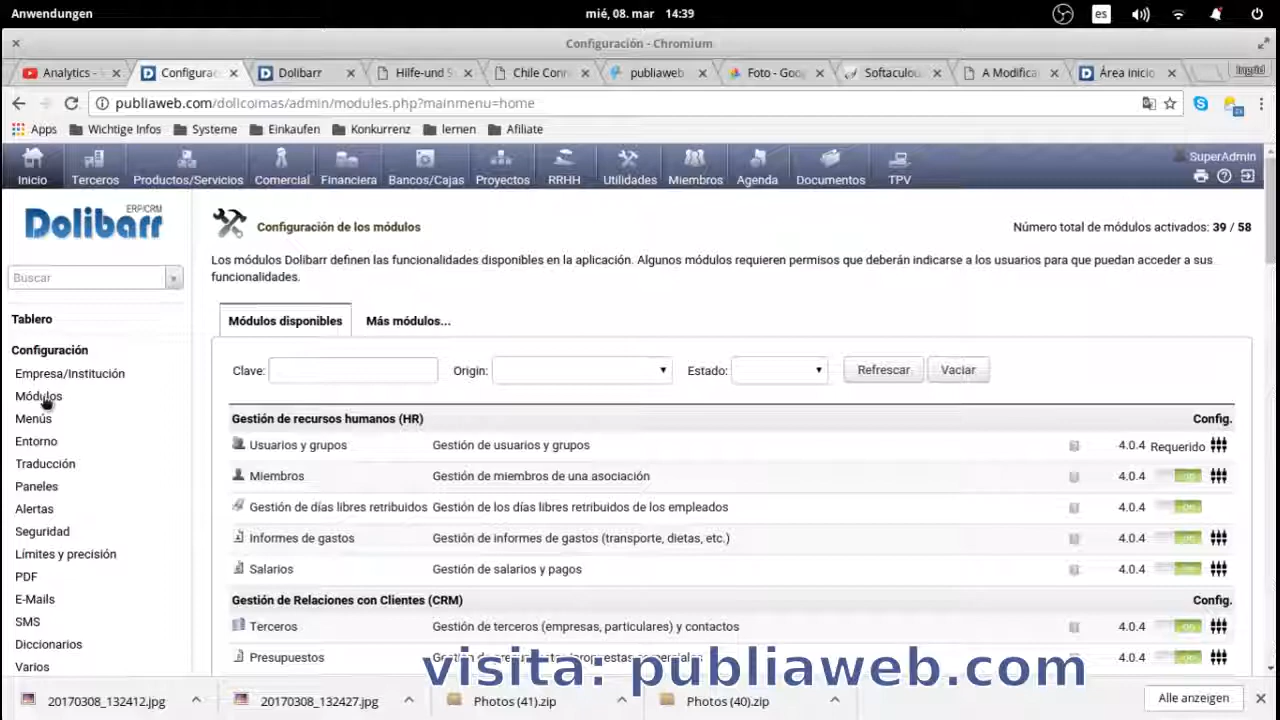 Anwendungen
mié, 08. mar 14:39
es
Configuración - Chromium
Analytics -
Configurac
Dolibarr
Hilfe-und S
Chile Conn
publiaweb
Foto - Goo
Softaculou
A Modifica
Área inicio
Ingrid
publiaweb.com/dollcoimas/admin/modules.php?mainmenu=home
Apps
Wichtige Infos
Systeme
Einkaufen
Konkurrenz
lernen
Afiliate
Inicio
Terceros
Productos/Servicios
Comercial
Financiera
Bancos/Cajas
Proyectos
RRHH
Utilidades
Miembros
Agenda
Documentos
TPV
SuperAdmin
ERP/CRM
Dolibarr
Buscar
Tablero
Configuración
Empresa/Institución
Módulos
Menús
Entorno
Traducción
Paneles
Alertas
Seguridad
Límites y precisión
PDF
E-Mails
SMS
Diccionarios
Varios
Configuración de los módulos
Número total de módulos activados: 39 / 58
Los módulos Dolibarr definen las funcionalidades disponibles en la aplicación. Algunos módulos requieren permisos que deberán indicarse a los usuarios para que puedan acceder a sus
funcionalidades.
Módulos disponibles
Más módulos...
Clave:
Origin:
Estado:
Refrescar
Vaciar
Gestión de recursos humanos (HR) Config.
Usuarios y grupos Gestión de usuarios y grupos 4.0.4 Requerido
Miembros Gestión de miembros de una asociación 4.0.4 on
Gestión de días libres retribuidos Gestión de los días libres retribuidos de los empleados 4.0.4 on
Informes de gastos Gestión de informes de gastos (transporte, dietas, etc.) 4.0.4 on
Salarios Gestión de salarios y pagos 4.0.4 on
Gestión de Relaciones con Clientes (CRM) Config.
Terceros Gestión de terceros (empresas, particulares) y contactos 4.0.4 on
Presupuestos 4.0.4 on
visita: publiaweb.com
20170308_132412.jpg
20170308_132427.jpg
Photos (41).zip
Photos (40).zip
Alle anzeigen